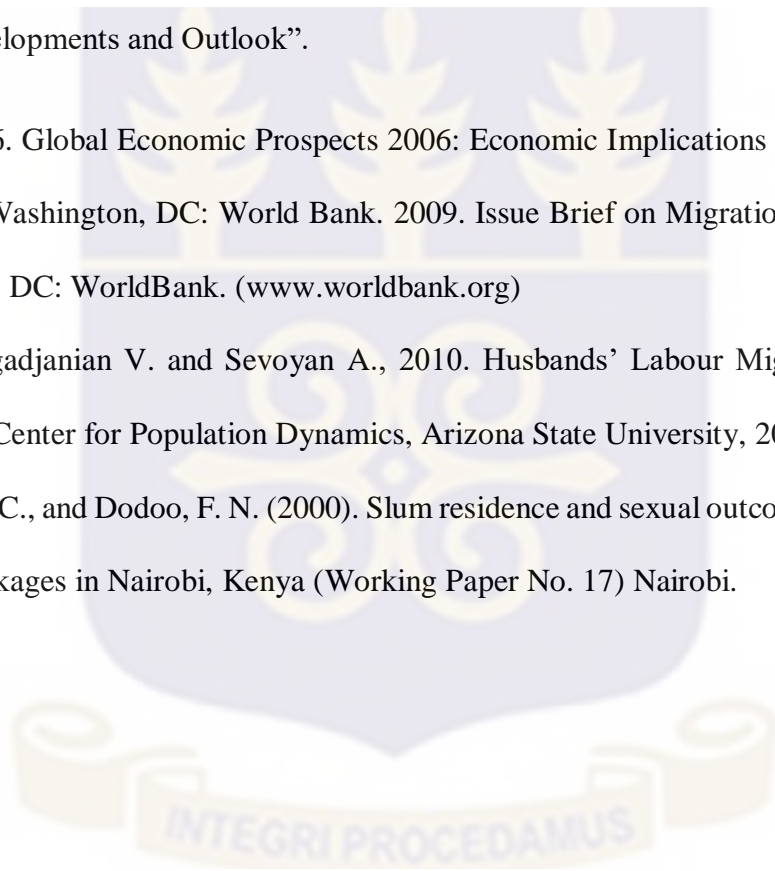 elopments and Outlook”.
6. Global Economic Prospects 2006: Economic Implications
Washington, DC: World Bank. 2009. Issue Brief on Migratio
DC: WorldBank. (www.worldbank.org)
gadjanian V. and Sevoyan A., 2010. Husbands’ Labour Mig
Center for Population Dynamics, Arizona State University, 20
C., and Dodoo, F. N. (2000). Slum residence and sexual outco
kages in Nairobi, Kenya (Working Paper No. 17) Nairobi.
INTEGRI PROCEDAMUS